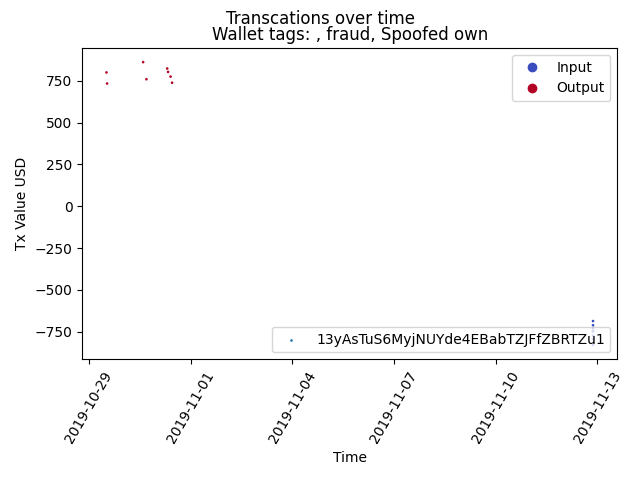 Transcations over time
Wallet tags: , fraud, Spoofed own
Input
Output
750
500
250
0
−250
−500
−750
Tx Value USD
13yAsTuS6MyjNUYde4EBabTZJFfZBRTZu1
2019-10-29
2019-11-01
2019-11-04
2019-11-07
2019-11-10
2019-11-13
Time